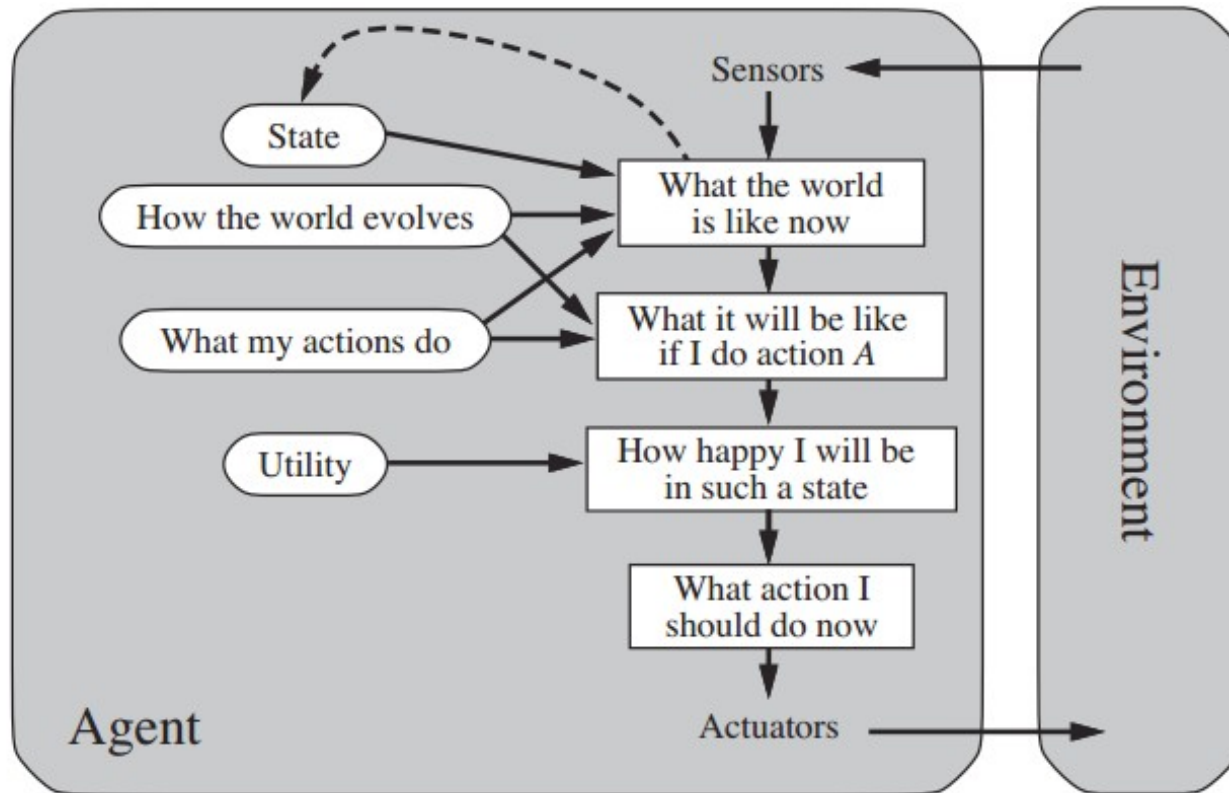 Sensors
State
What the world
is like now
How the world evolves
What my actions do
What it will be like
if I do action A
Utility
How happy I will be
in such a state
What action I
should do now
Agent
Actuators
Environment